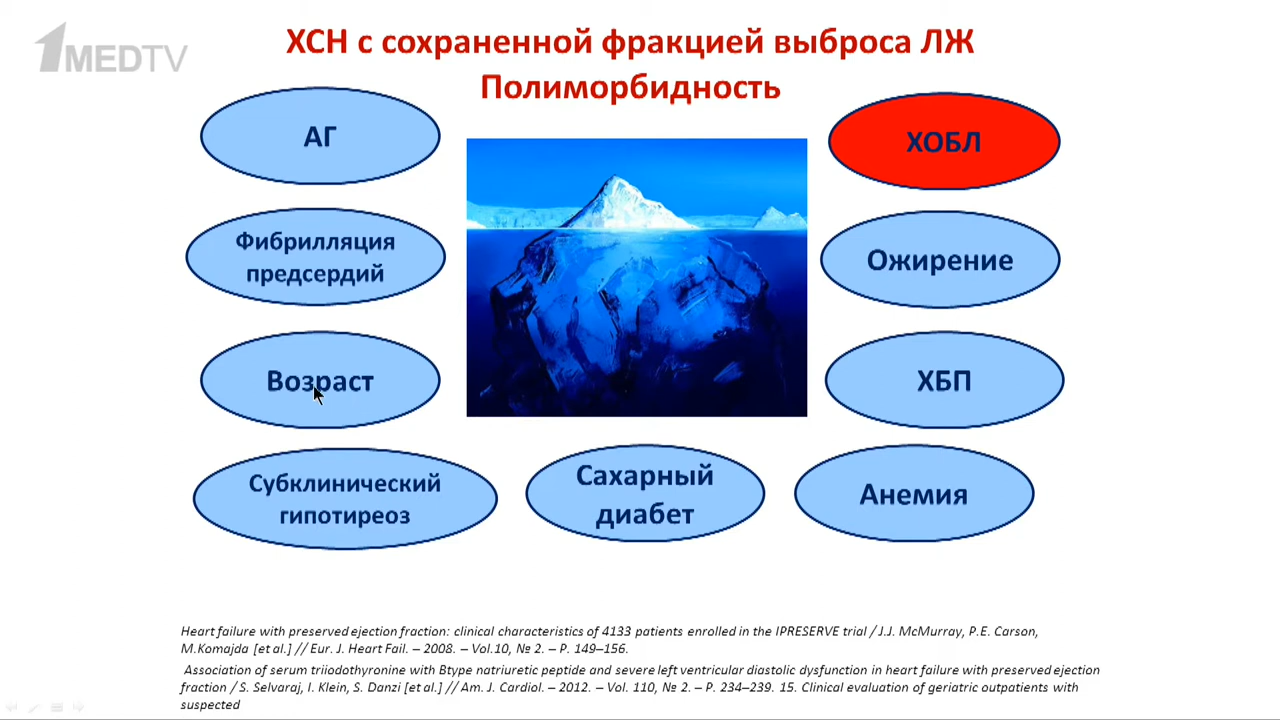 1MEDTV
ХСН с сохраненной фракцией выброса ЛЖ
Полиморбидность
АГ
ХОБЛ
Фибрилляция
предсердий
Ожирение
Возраст
ХБП
Субклинический
гипотиреоз
Сахарный
диабет
Анемия
Heart failure with preserved ejection fraction: clinical characteristics of 4133 patients enrolled in the IPRESERVE trial / J.J. McMurray, P.E. Carson,
M.Komajda [et al.] // Eur. J. Heart Fail. – 2008. – Vol.10, № 2. – P. 149–156.
Association of serum triiodothyronine with Btype natriuretic peptide and severe left ventricular diastolic dysfunction in heart failure with preserved ejection
fraction / S. Selvaraj, I. Klein, S. Danzi [et al.] // Am. J. Cardiol. – 2012. – Vol. 110, № 2. – P. 234–239. 15. Clinical evaluation of geriatric outpatients with
suspected